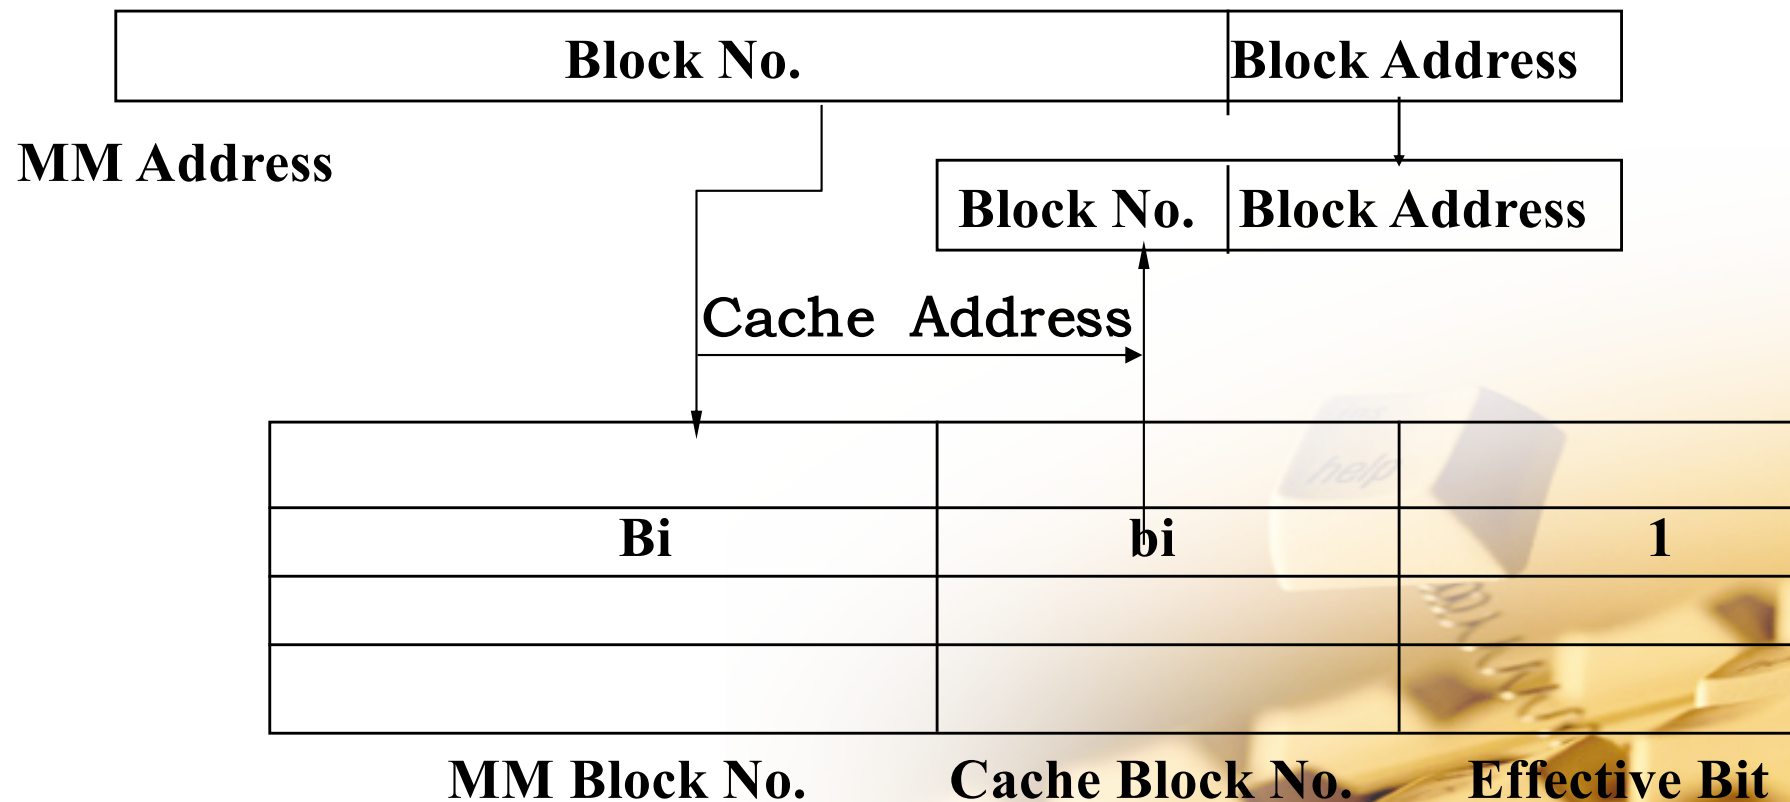 Block No. Block Address
MM Address
Block No. Block Address
Cache Address
help
Bi bi 1
MM Block No. Cache Block No. Effective Bit